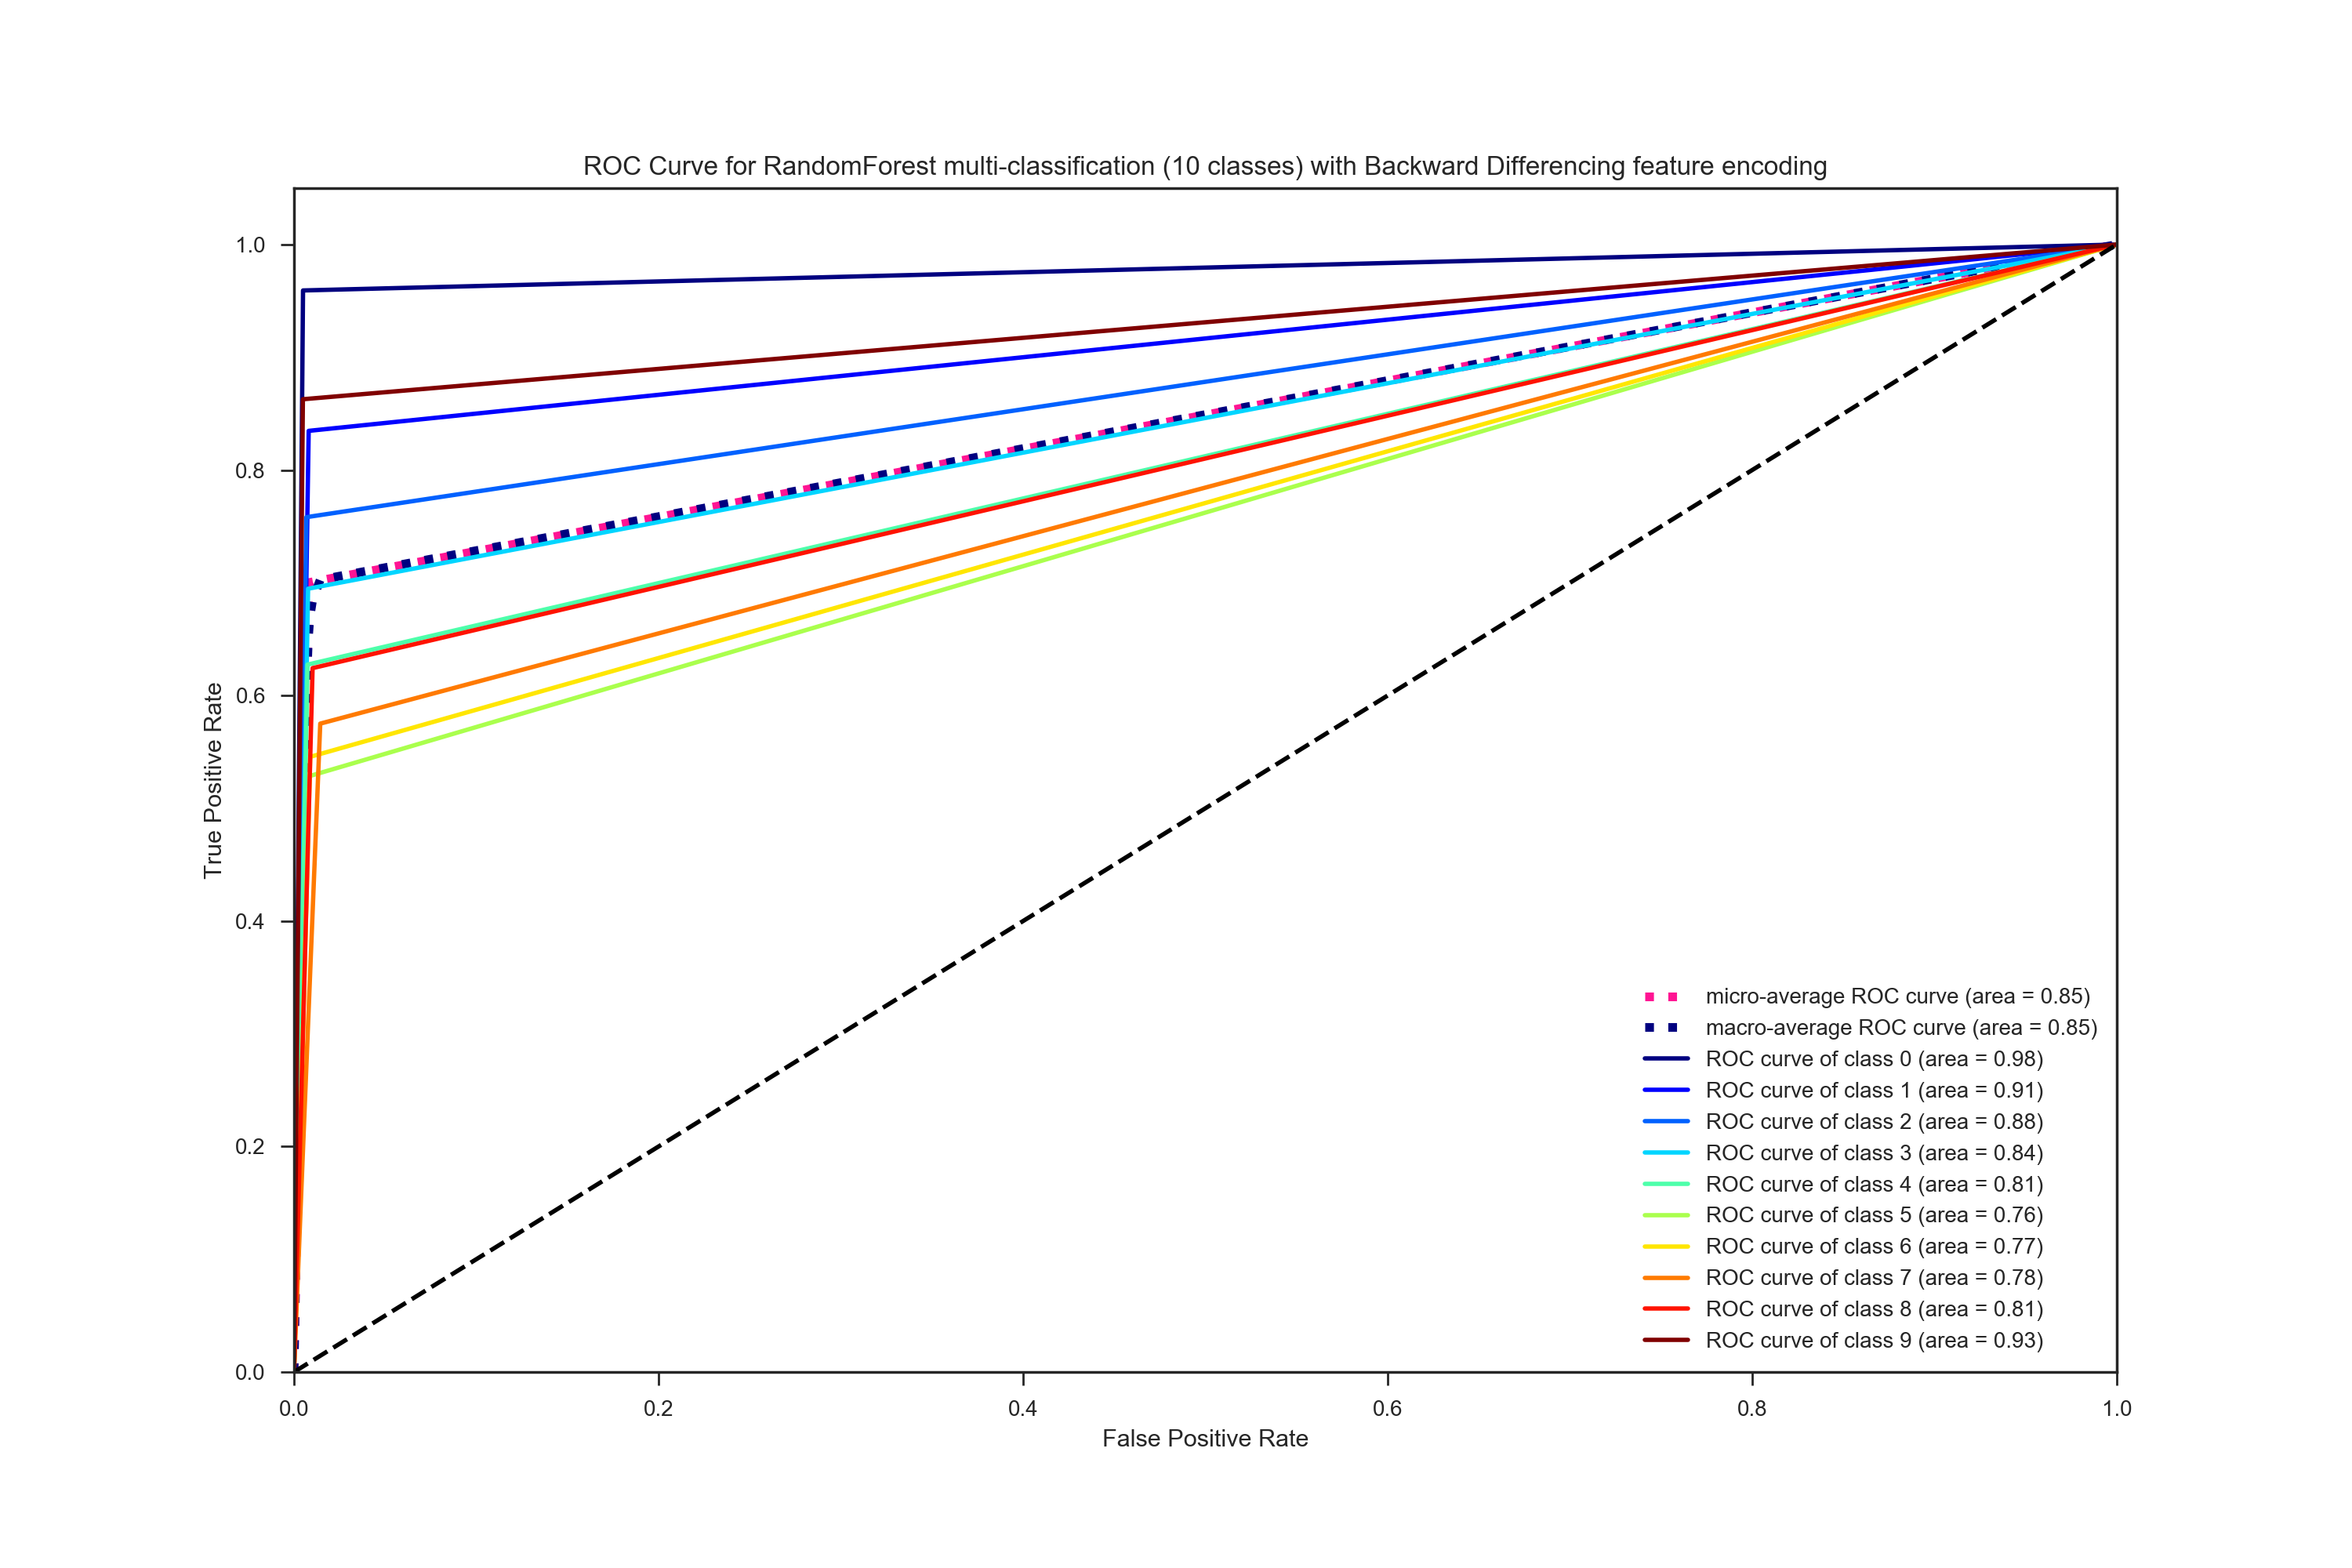 ROC Curve for RandomForest multi-classification (10 classes) with Backward Differencing feature encoding
1.0
0.8
0.6
0.4
0.2
0.0
True Positive Rate
micro-average ROC curve (area = 0.85)
macro-average ROC curve (area = 0.85)
ROC curve of class 0 (area = 0.98)
ROC curve of class 1 (area = 0.91)
ROC curve of class 2 (area = 0.88)
ROC curve of class 3 (area = 0.84)
ROC curve of class 4 (area = 0.81)
ROC curve of class 5 (area = 0.76)
ROC curve of class 6 (area = 0.77)
ROC curve of class 7 (area = 0.78)
ROC curve of class 8 (area = 0.81)
ROC curve of class 9 (area = 0.93)
0.0 0.2 0.4 0.6 0.8 1.0
False Positive Rate